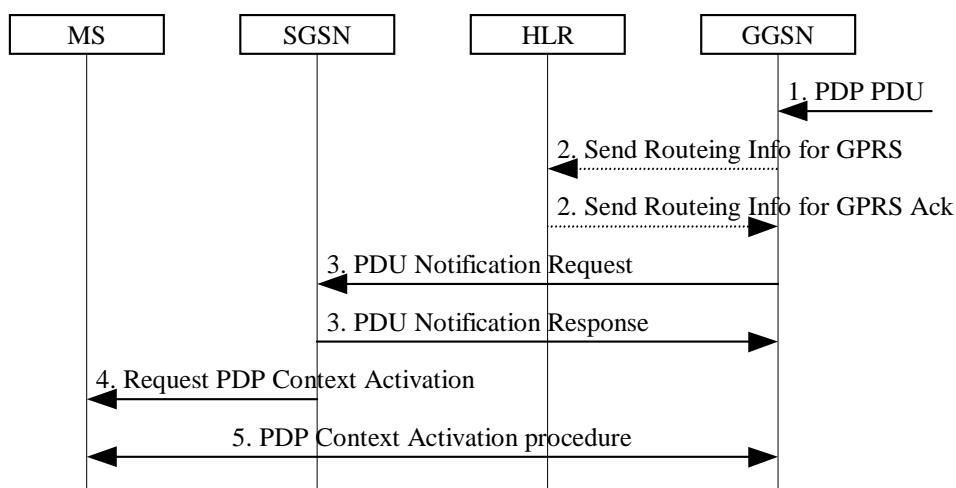 MS SGSN HLR GGSN
1. PDP PDU
2. Send Routeing Info for GPRS
2. Send Routeing Info for GPRS Ack
3. PDU Notification Request
3. PDU Notification Response
4. Request PDP Context Activation
5. PDP Context Activation procedure